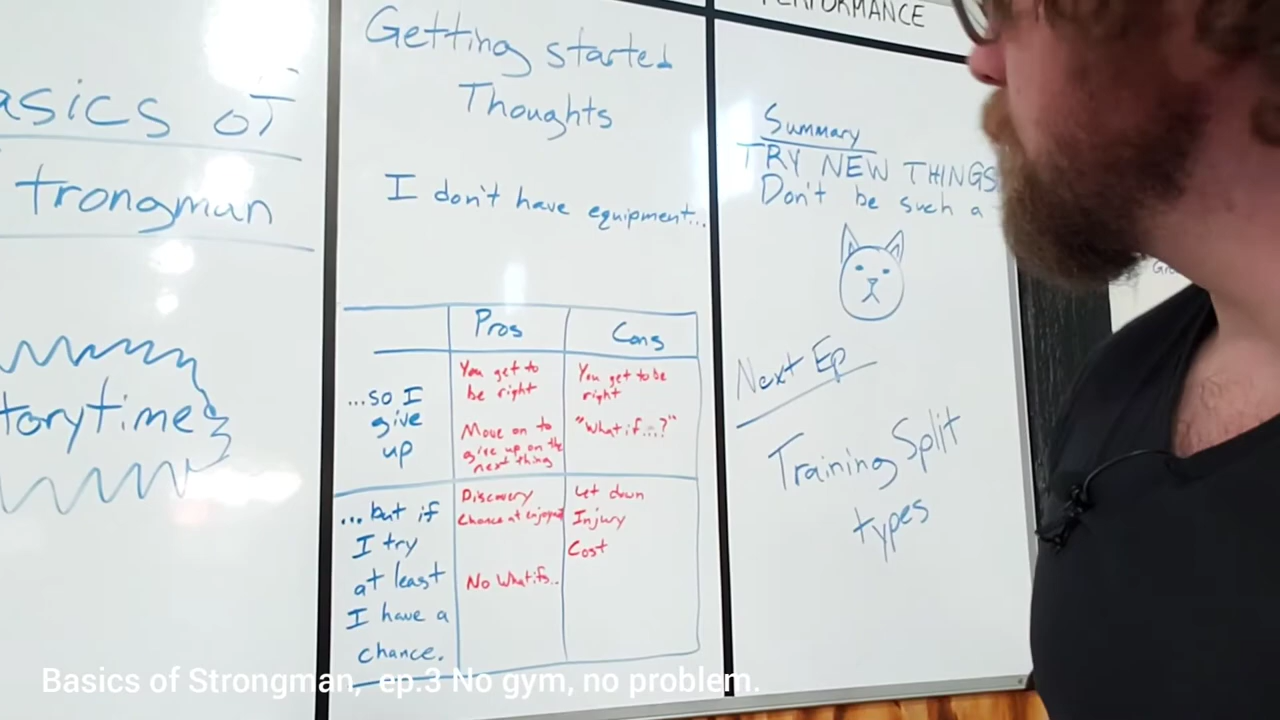 PERFORMANCE
asics of
trongman
torytime
Getting started
Thoughts
I don't have equipment...
Pros
Cons
...so I
give
up
You get to
be right
Move on to
give up on the
next thing
You get to be
right
"What if...?"
...but if
I try
at least
I have a
chance.
Discovery
Chance at
No What ifs..
Let down
Injury
Cost
Summary
TRY NEW THINGS
Don't be such a
Next Ep
Training Split
types
Basics of Strongman, ep.3 No gym, no problem.